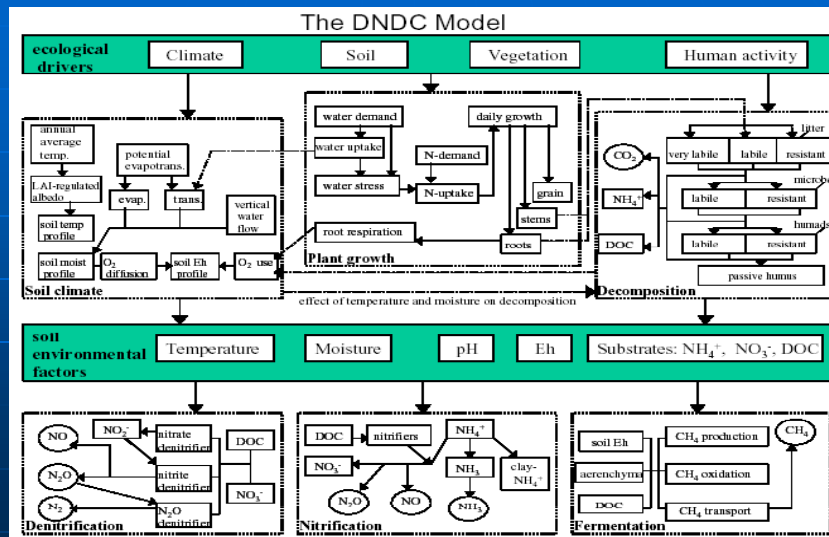 The DNDC Model
ecological
drivers
Climate
Soil
Vegetation
Human activity
annual
average
temp.
potential
evapotrans.
LAI-regulated
albedo
evap.
trans.
vertical
water
flow
soil temp
profile
soil moist
profile
O₂
diffusion
soil Eh
profile
O₂ use
Soil climate
water demand
daily growth
water uptake
N-demand
water stress
N-uptake
grain
stems
root respiration
roots
Plant growth
litter
CO₂
very labile
labile
resistant
microbe
NH₄⁺
labile
resistant
humads
DOC
labile
resistant
passive humus
Decomposition
effect of temperature and moisture on decomposition
soil
environmental
factors
Temperature
Moisture
pH
Eh
Substrates: NH₄⁺, NO₃⁻, DOC
NO
NO₂⁻
nitrate
denitrifier
DOC
N₂O
nitrite
denitrifier
N₂
N₂O
denitrifier
NO₃⁻
Denitrification
DOC
nitrifiers
NH₄⁺
NO₃⁻
NH₃
clay-
NH₄⁺
N₂O
NO
NH₃
Nitrification
soil Eh
CH₄ production
CH₄
aerenchyma
CH₄ oxidation
DOC
CH₄ transport
Fermentation